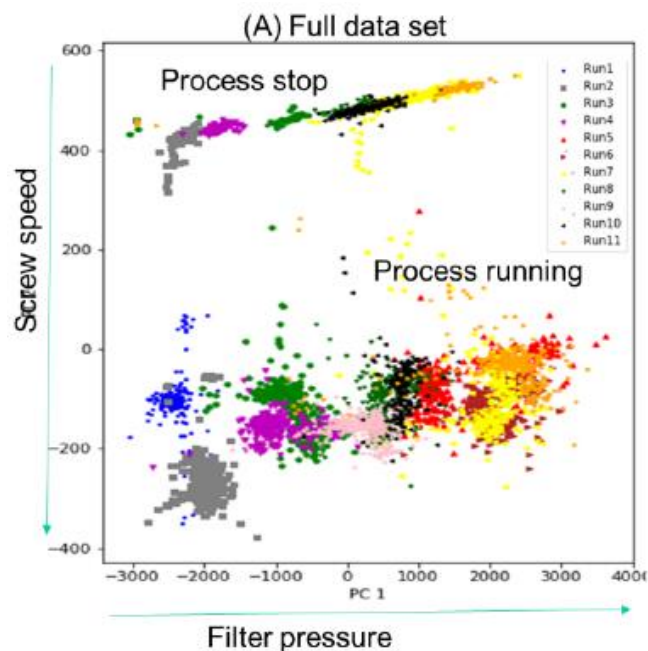 (A) Full data set
600
400
200
0
−200
−400
Screw speed
Process stop
Process running
Run1
Run2
Run3
Run4
Run5
Run6
Run7
Run8
Run9
Run10
Run11
−3000 −2000 −1000 0 1000 2000 3000 4000
PC 1
Filter pressure